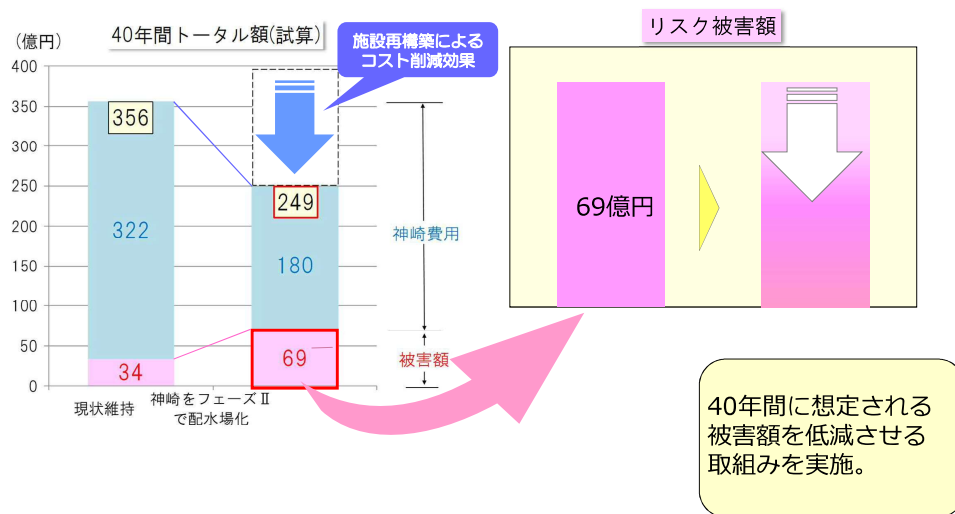 (億円)
40年間トータル額(試算)
施設再構築による
コスト削減効果
リスク被害額
400
350
300
250
200
150
100
50
0
356
322
34
249
180
69
神崎費用
被害額
現状維持
神崎をフェーズⅡ
で配水場化
69億円
40年間に想定される
被害額を低減させる
取組みを実施。